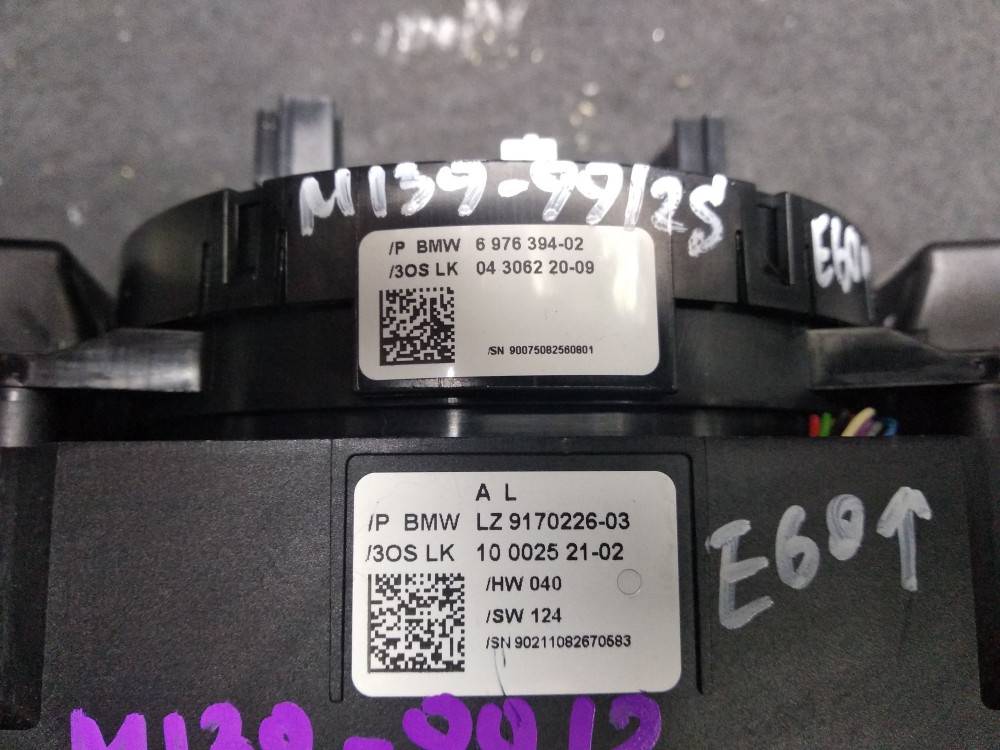 M139-99125
/P BMW 6 976 394-02
/3OS LK 04 3062 20-09
/SN 90075082560801
E60↑
A L
/P BMW LZ 9170226-03
/3OS LK 10 0025 21-02
/HW 040
/SW 124
/SN 90211082670583
E60↑